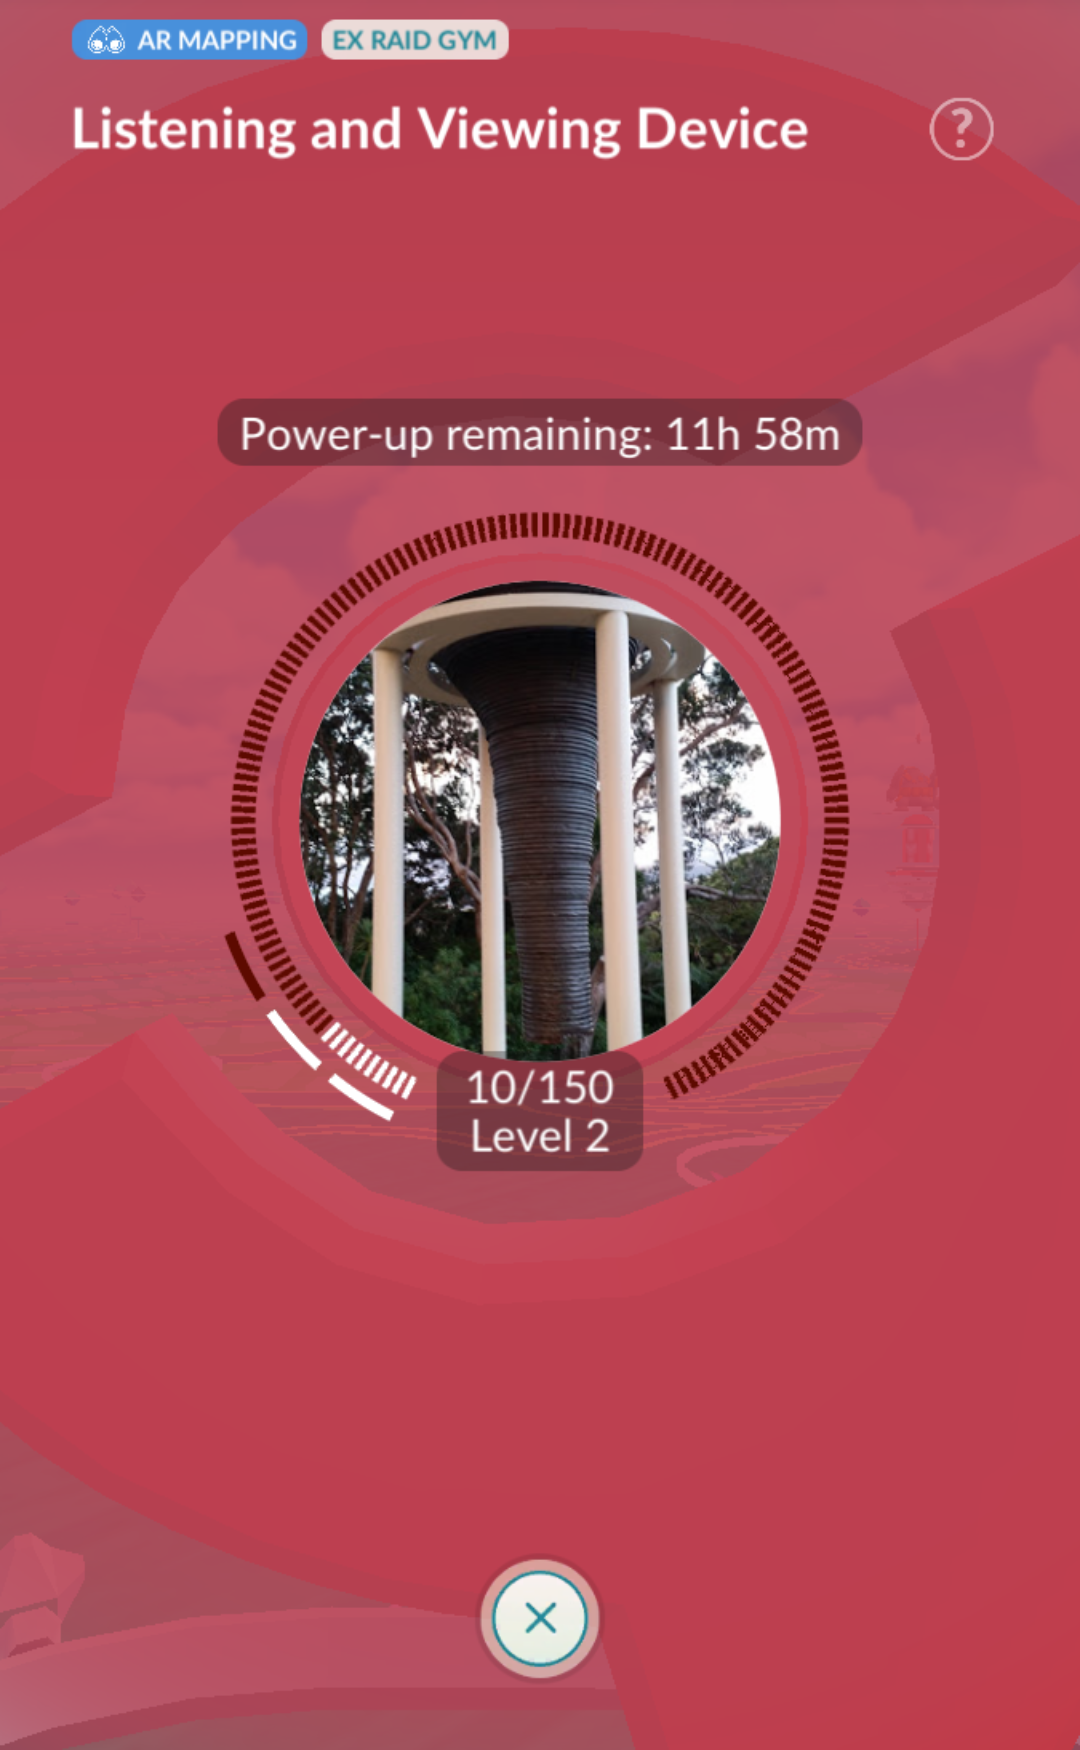 AR MAPPING
EX RAID GYM
Listening and Viewing Device
?
Power-up remaining: 11h 58m
10/150
Level 2